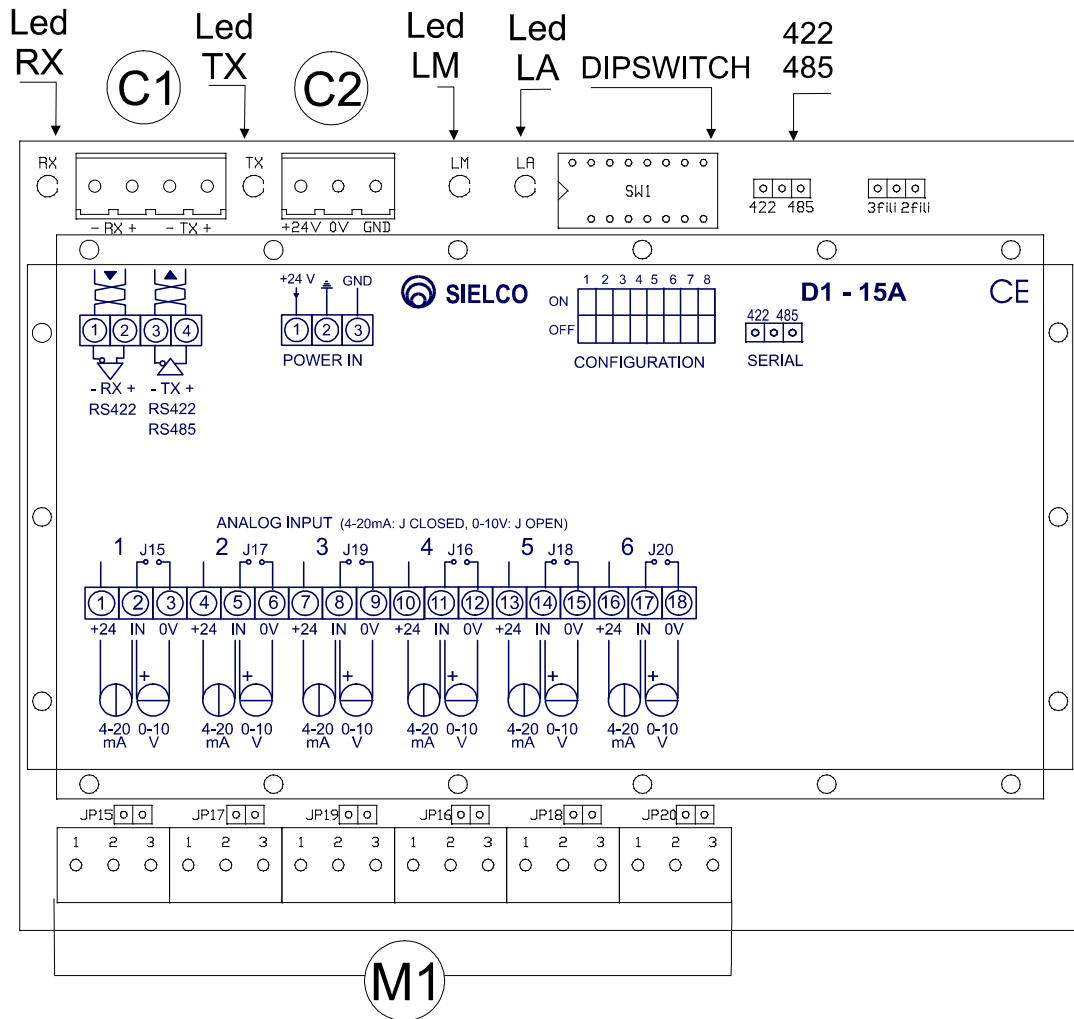 Led RX
C1
Led TX
C2
Led LM
Led LA
DIPSWITCH
422 485
RX
TX
LM
LA
SW1
- RX + - TX +
+24V 0V GND
422 485
3fili 2fili
+24 V GND
SIELCO
1 2 3 4 5 6 7 8
ON
OFF
CONFIGURATION
D1 - 15A
CE
422 485
SERIAL
1 2 3 4
1 2 3
POWER IN
- RX + - TX +
RS422 RS422
RS485
ANALOG INPUT (4-20mA: J CLOSED, 0-10V: J OPEN)
1 J15 2 J17 3 J19 4 J16 5 J18 6 J20
1 2 3 4 5 6 7 8 9 10 11 12 13 14 15 16 17 18
+24 IN 0V +24 IN 0V +24 IN 0V +24 IN 0V +24 IN 0V +24 IN 0V
+ + + + + +
4-20 0-10 4-20 0-10 4-20 0-10 4-20 0-10 4-20 0-10 4-20 0-10
mA V mA V mA V mA V mA V mA V
JP15 JP17 JP19 JP16 JP18 JP20
1 2 3 1 2 3 1 2 3 1 2 3 1 2 3 1 2 3
M1